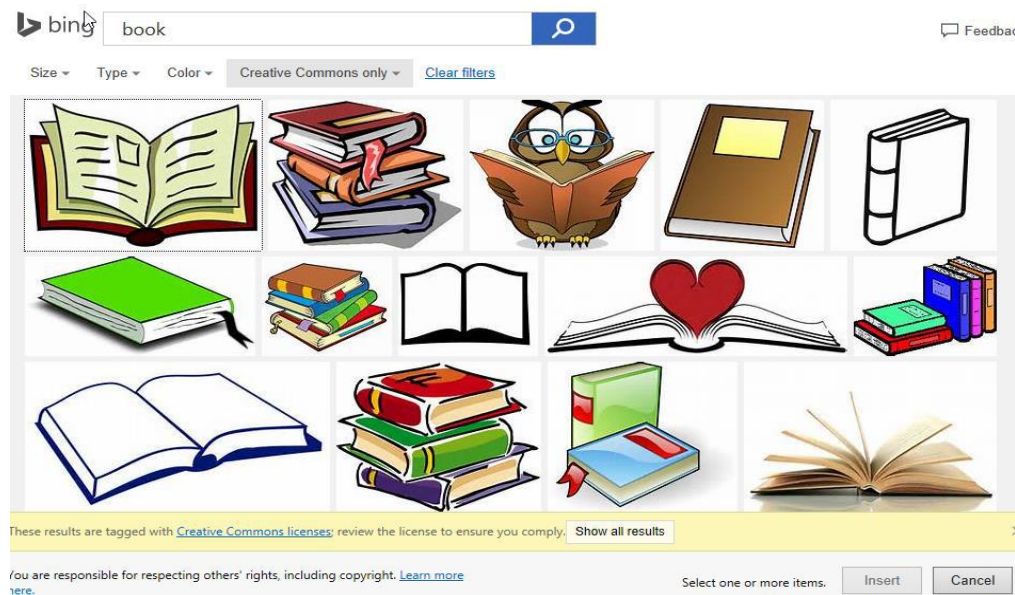 bing book
Feedbac
Size Type Color Creative Commons only Clear filters
These results are tagged with Creative Commons licenses; review the license to ensure you comply. Show all results
You are responsible for respecting others' rights, including copyright. Learn more
here.
Select one or more items. Insert Cancel